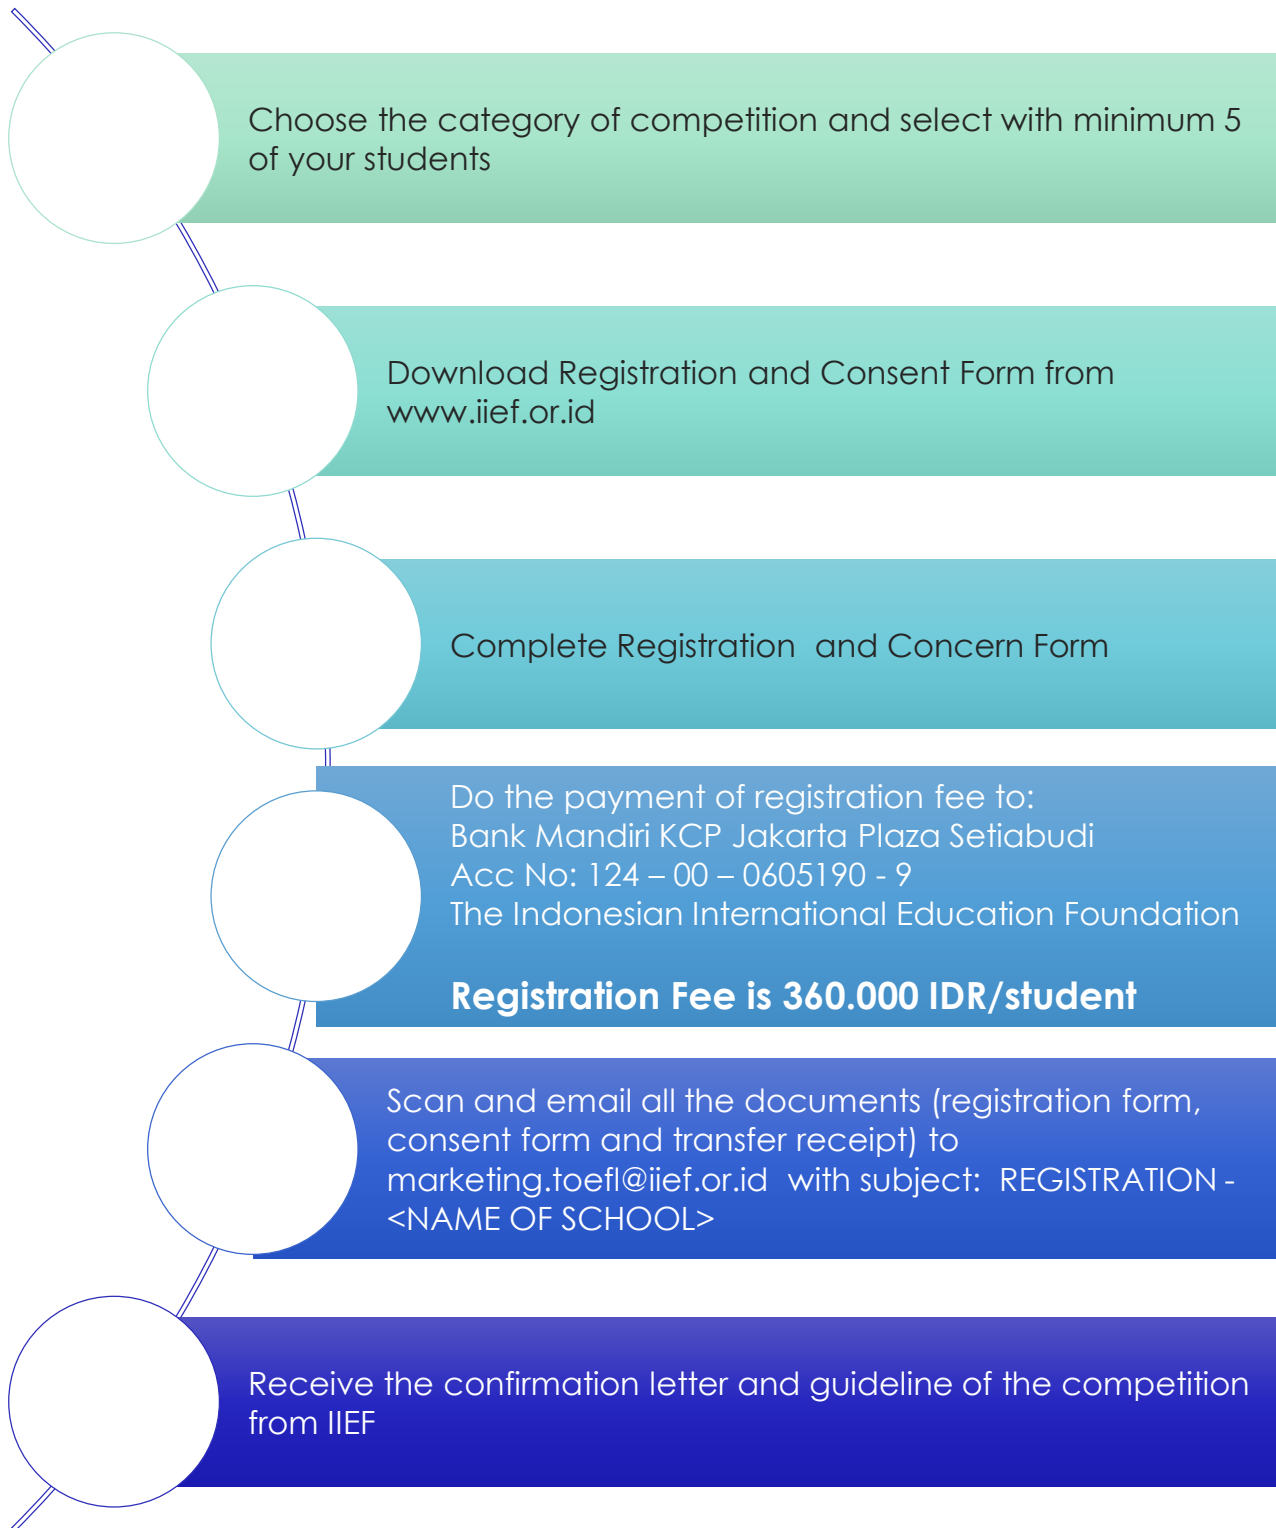 Choose the category of competition and select with minimum 5
of your students
Download Registration and Consent Form from
www.iief.or.id
Complete Registration  and Concern Form
Do the payment of registration fee to:
Bank Mandiri KCP Jakarta Plaza Setiabudi
Acc No: 124 – 00 – 0605190 - 9
The Indonesian International Education Foundation
Registration Fee is 360.000 IDR/student
Scan and email all the documents (registration form,
consent form and transfer receipt) to
marketing.toefl@iief.or.id  with subject:  REGISTRATION -
<NAME OF SCHOOL>
Receive the confirmation letter and guideline of the competition
from IIEF